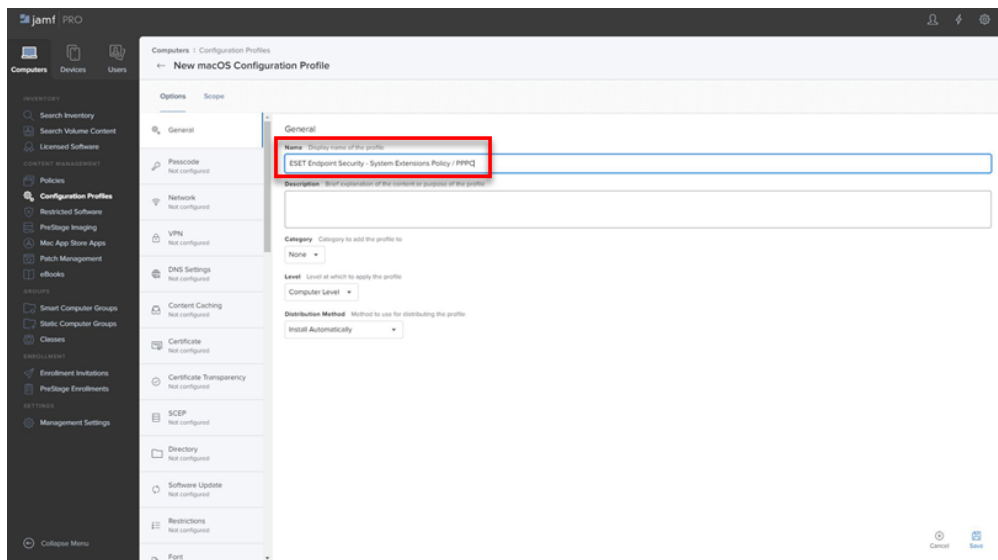 jamf PRO
Computers
Devices
Users
Computers : Configuration Profiles
← New macOS Configuration Profile
Options
Scope
INVENTORY
Search Inventory
Search Volume Content
Licensed Software
CONTENT MANAGEMENT
Policies
Configuration Profiles
Restricted Software
PreStage Imaging
Mac App Store Apps
Patch Management
eBooks
GROUPS
Smart Computer Groups
Static Computer Groups
Classes
ENROLLMENT
Enrollment Invitations
PreStage Enrollments
SETTINGS
Management Settings
Collapse Menu
General
Passcode
Not configured
Network
Not configured
VPN
Not configured
DNS Settings
Not configured
Content Caching
Not configured
Certificate
Not configured
Certificate Transparency
Not configured
SCEP
Not configured
Directory
Not configured
Software Update
Not configured
Restrictions
Not configured
Font
General
Name Display name of the profile
ESET Endpoint Security - System Extensions Policy / PPPC
Description Brief explanation of the content or purpose of the profile
Category Category to add the profile to
None
Level Level at which to apply the profile
Computer Level
Distribution Method Method to use for distributing the profile
Install Automatically
Cancel
Save